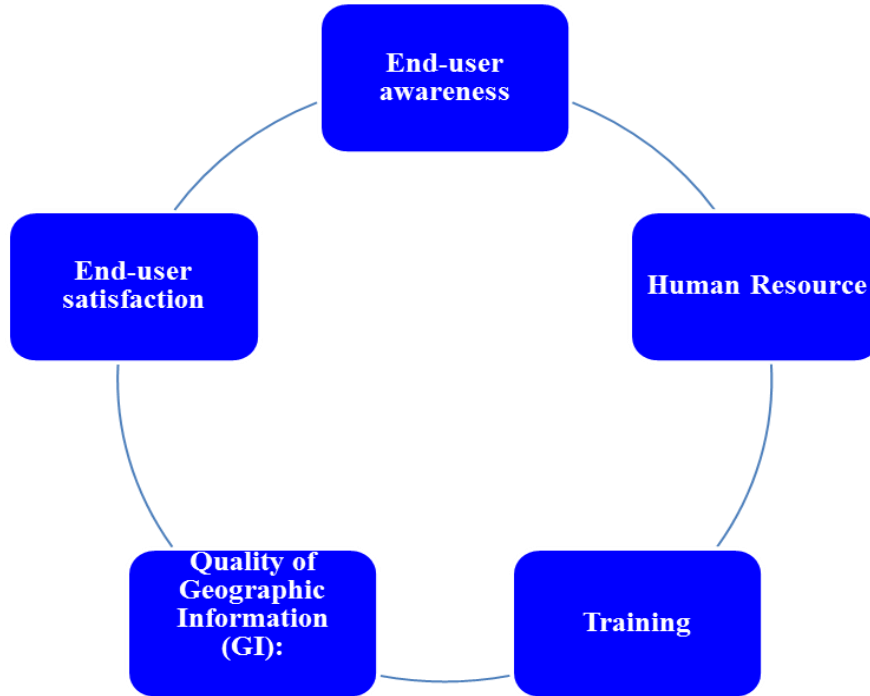 End-user
awareness
Human Resource
Training
Quality of
Geographic
Information
(GI):
End-user
satisfaction